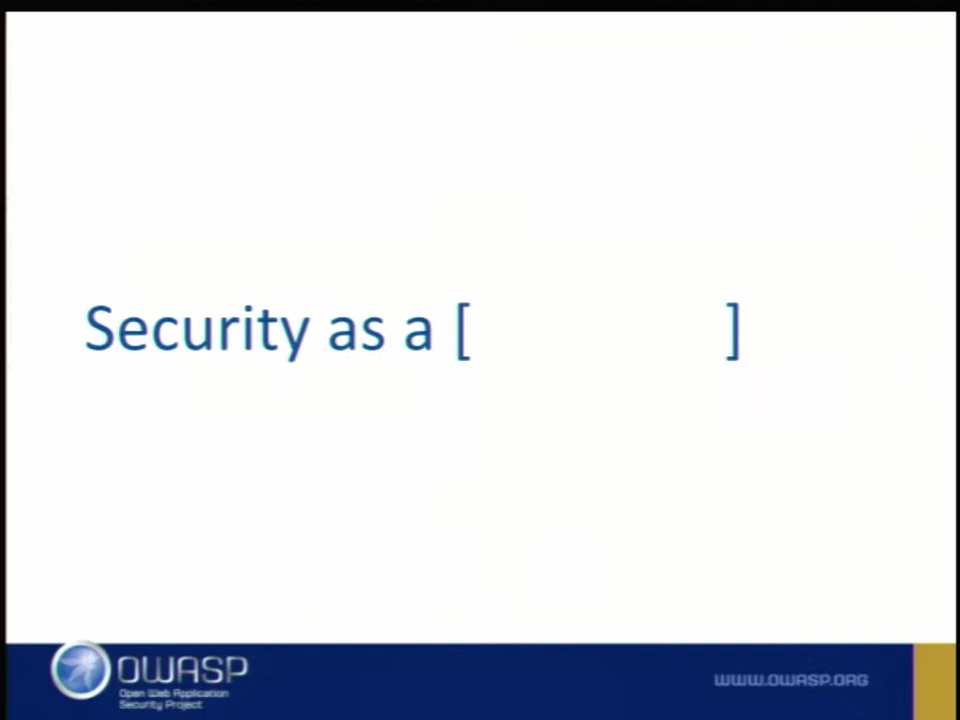 Security as a [ ]
OWASP
Open Web Application
Security Project
WWW.OWASP.ORG